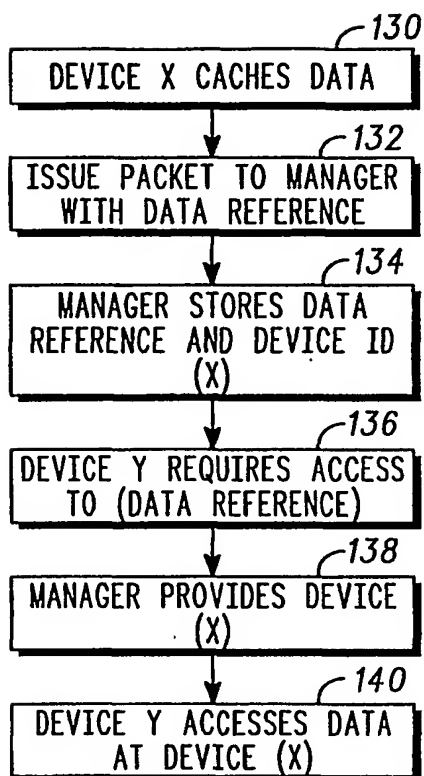 130
DEVICE X CACHES DATA
132
ISSUE PACKET TO MANAGER
WITH DATA REFERENCE
134
MANAGER STORES DATA
REFERENCE AND DEVICE ID
(X)
136
DEVICE Y REQUIRES ACCESS
TO (DATA REFERENCE)
138
MANAGER PROVIDES DEVICE
(X)
140
DEVICE Y ACCESSES DATA
AT DEVICE (X)